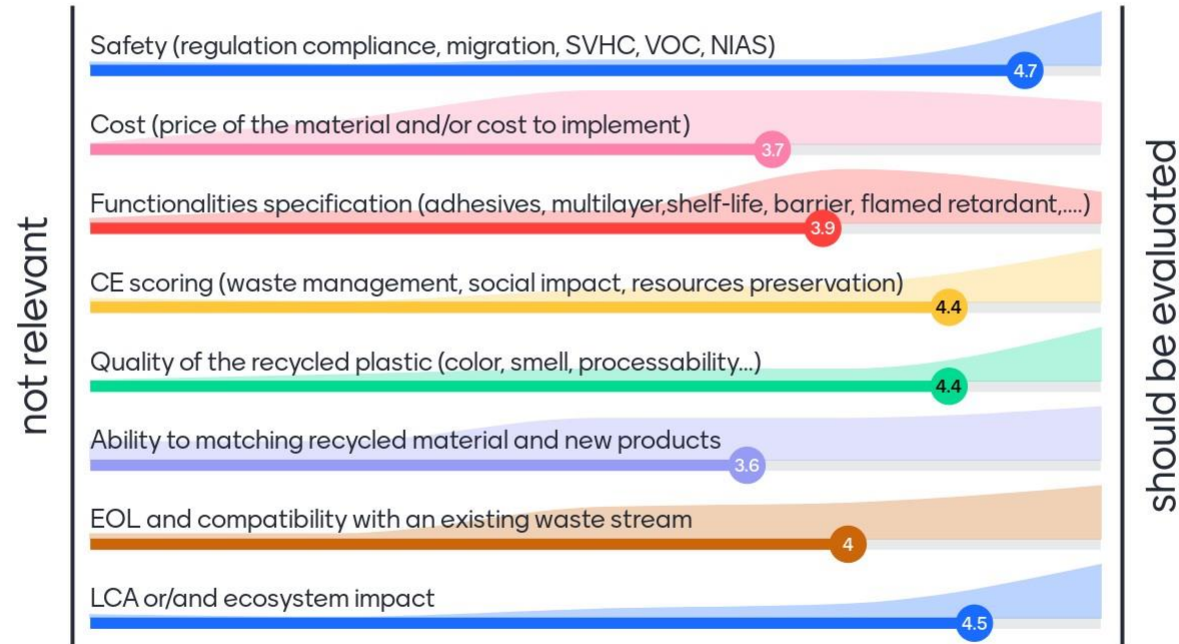 Safety (regulation compliance, migration, SVHC, VOC, NIAS)
4.7
Cost (price of the material and/or cost to implement)
3.7
Functionalities specification (adhesives, multilayer,shelf-life, barrier, flamed retardant,....)
3.9
CE scoring (waste management, social impact, resources preservation)
4.4
Quality of the recycled plastic (color, smell, processability...)
4.4
Ability to matching recycled material and new products
3.6
EOL and compatibility with an existing waste stream
4
LCA or/and ecosystem impact
4.5
not relevant
should be evaluated